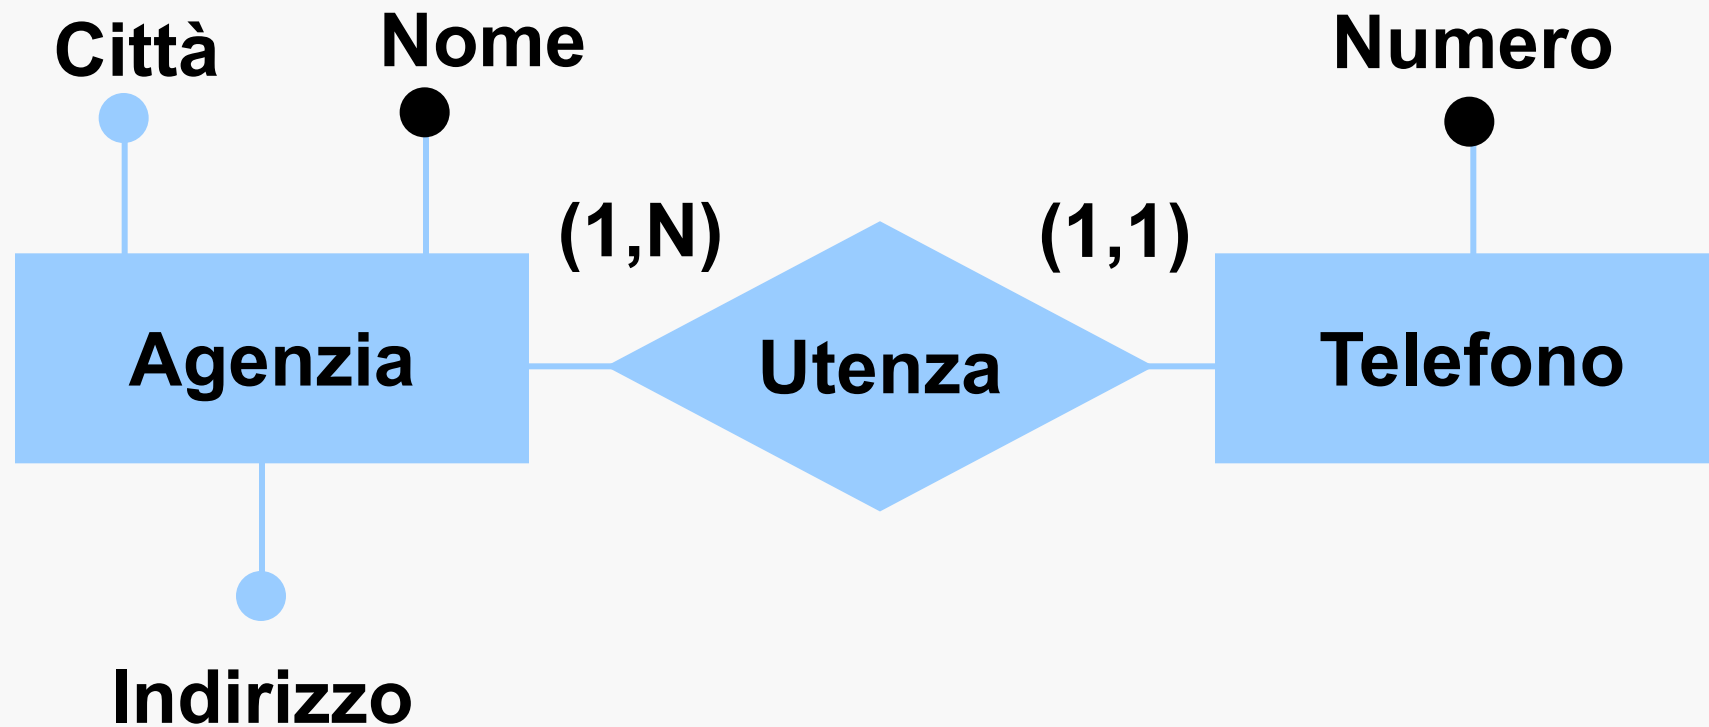 Città
Nome
Numero
(1,N)
(1,1)
Agenzia
Utenza
Telefono
Indirizzo